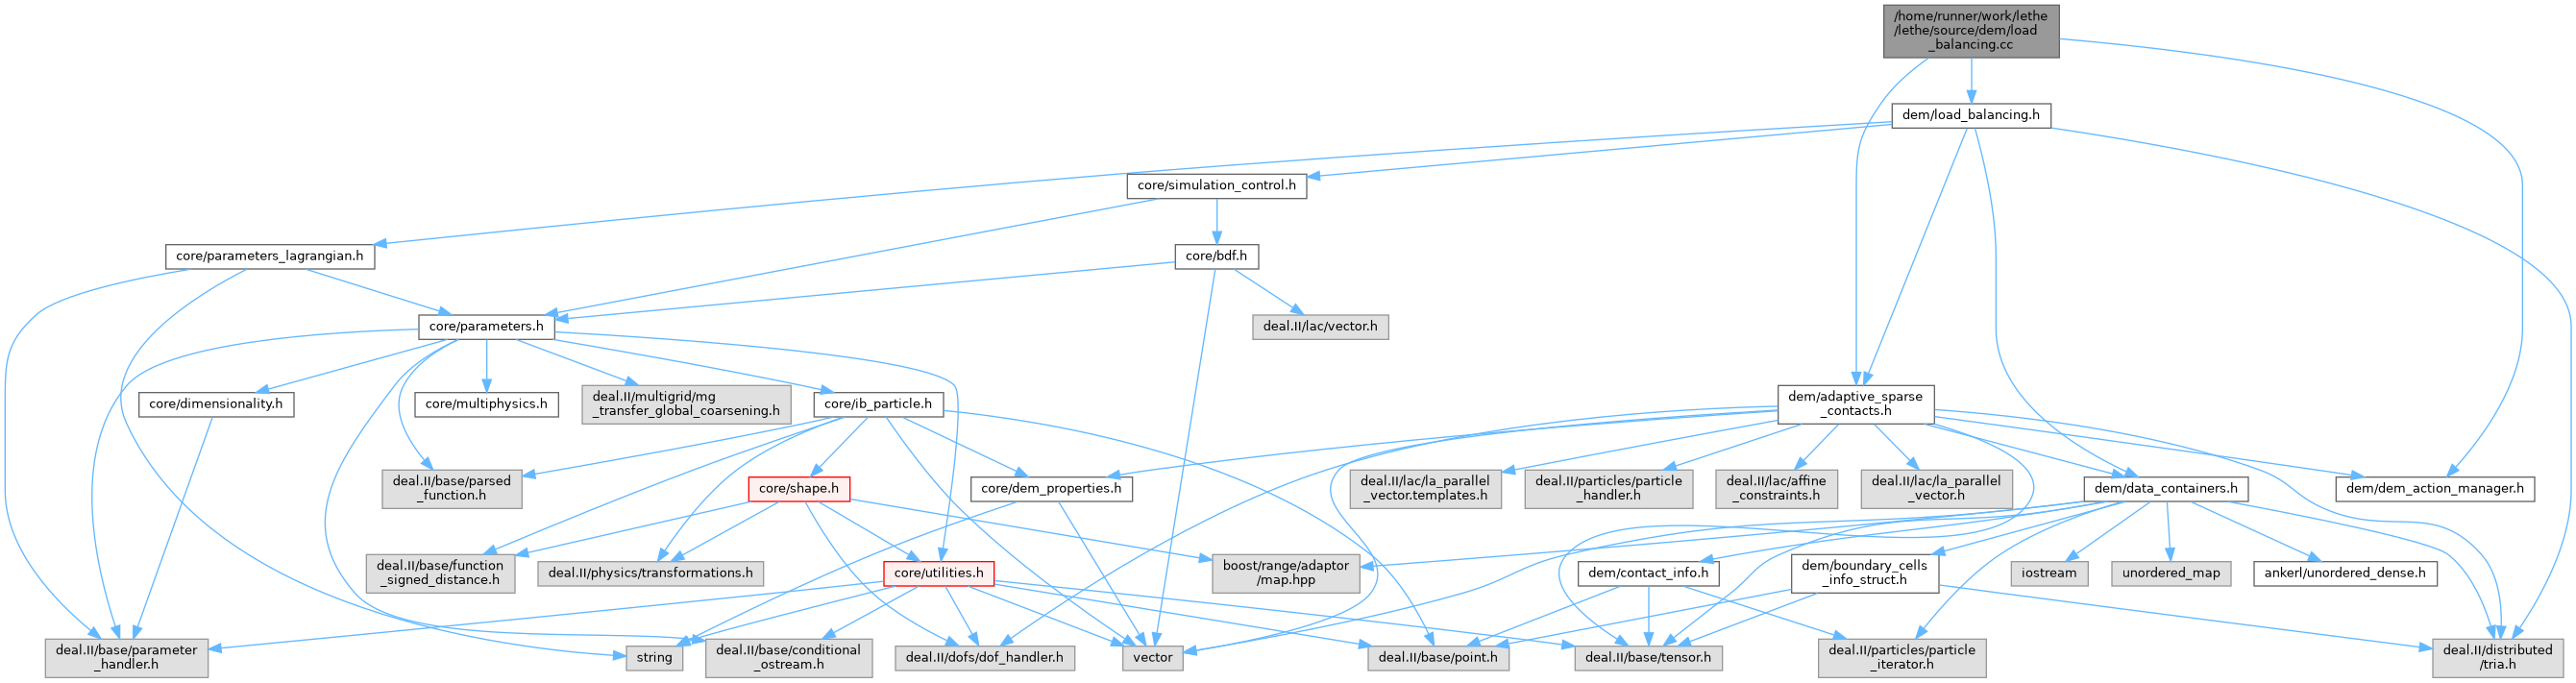 /home/runner/work/lethe
/lethe/source/dem/load
_balancing.cc
dem/load_balancing.h
core/simulation_control.h
core/parameters_lagrangian.h
core/bdf.h
core/parameters.h
deal.II/lac/vector.h
core/dimensionality.h
core/multiphysics.h
deal.II/multigrid/mg
_transfer_global_coarsening.h
core/ib_particle.h
dem/adaptive_sparse
_contacts.h
deal.II/base/parsed
_function.h
core/shape.h
core/dem_properties.h
deal.II/lac/la_parallel
_vector.templates.h
deal.II/particles/particle
_handler.h
deal.II/lac/affine
_constraints.h
deal.II/lac/la_parallel
_vector.h
dem/data_containers.h
dem/dem_action_manager.h
deal.II/base/function
_signed_distance.h
deal.II/physics/transformations.h
core/utilities.h
boost/range/adaptor
/map.hpp
dem/contact_info.h
dem/boundary_cells
_info_struct.h
iostream
unordered_map
ankerl/unordered_dense.h
deal.II/base/parameter
_handler.h
string
deal.II/base/conditional
_ostream.h
deal.II/dofs/dof_handler.h
vector
deal.II/base/point.h
deal.II/base/tensor.h
deal.II/particles/particle
_iterator.h
deal.II/distributed
/tria.h